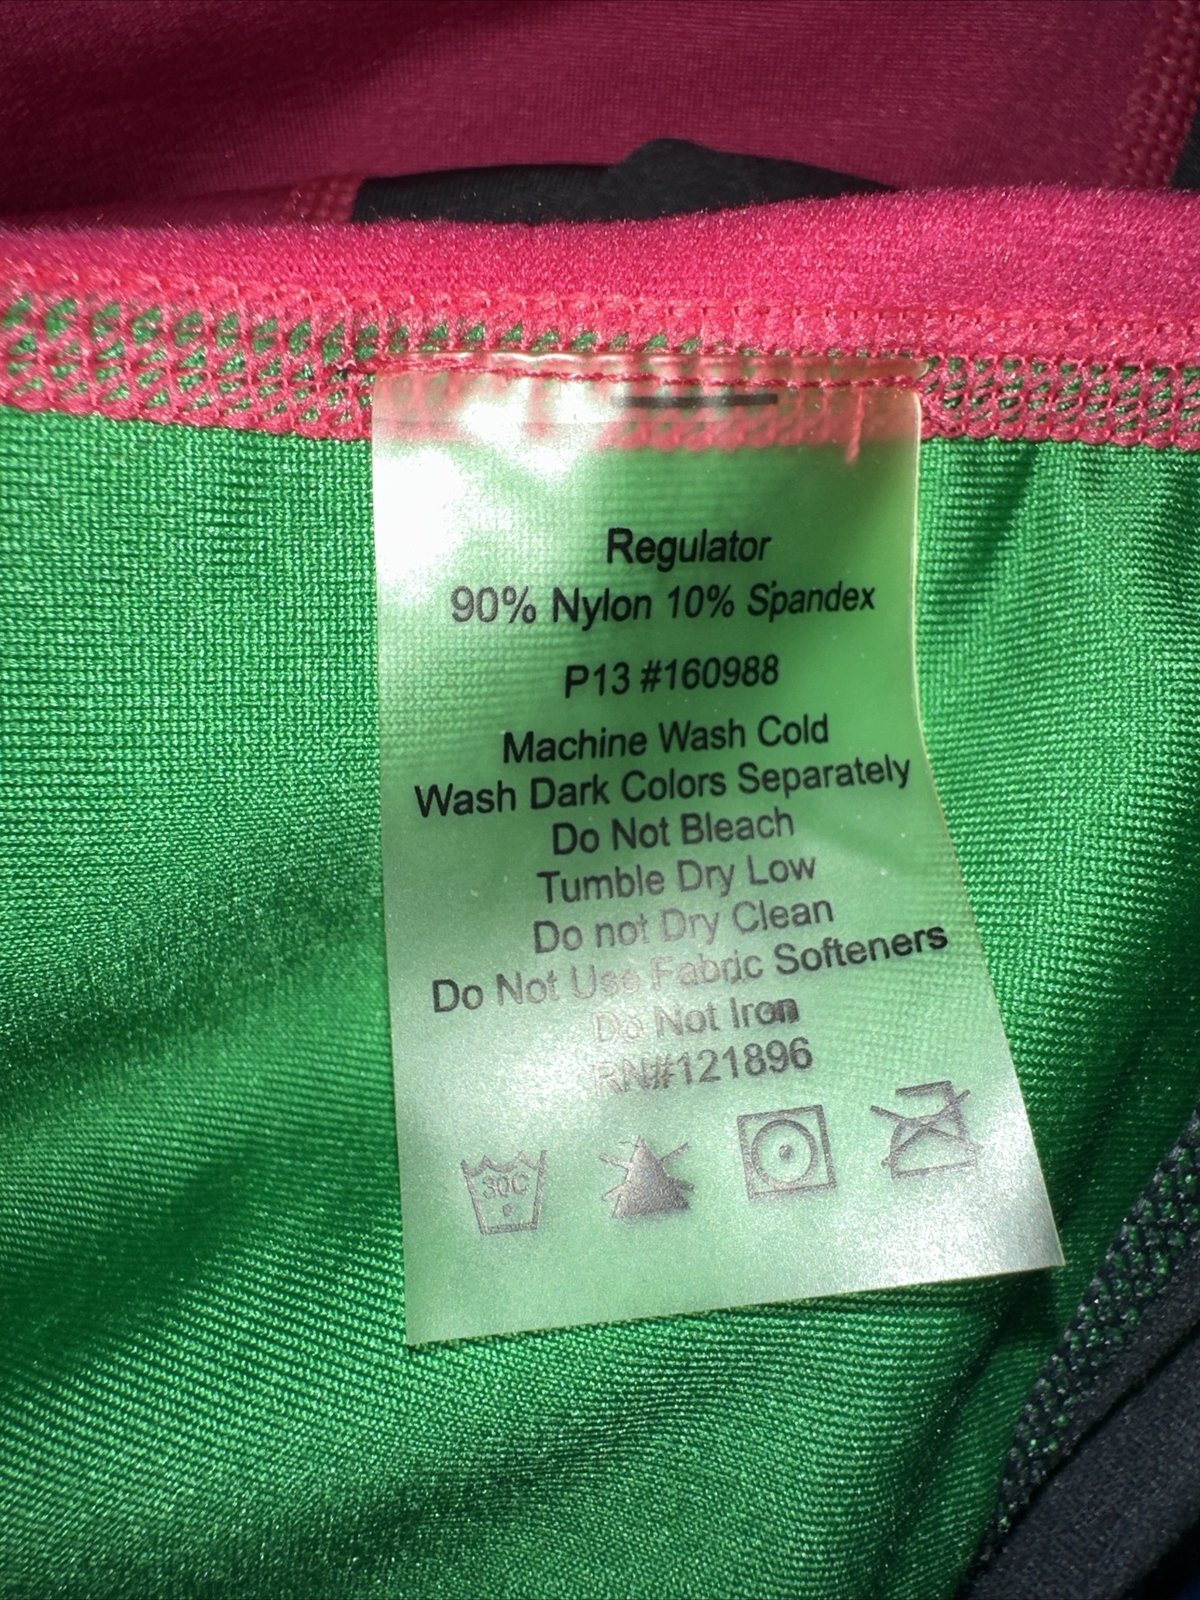 Regulator
90% Nylon 10% Spandex
P13 #160988
Machine Wash Cold
Wash Dark Colors Separately
Do Not Bleach
Tumble Dry Low
Do not Dry Clean
Do Not Use Fabric Softeners
Do Not Iron
RN#121896
30C